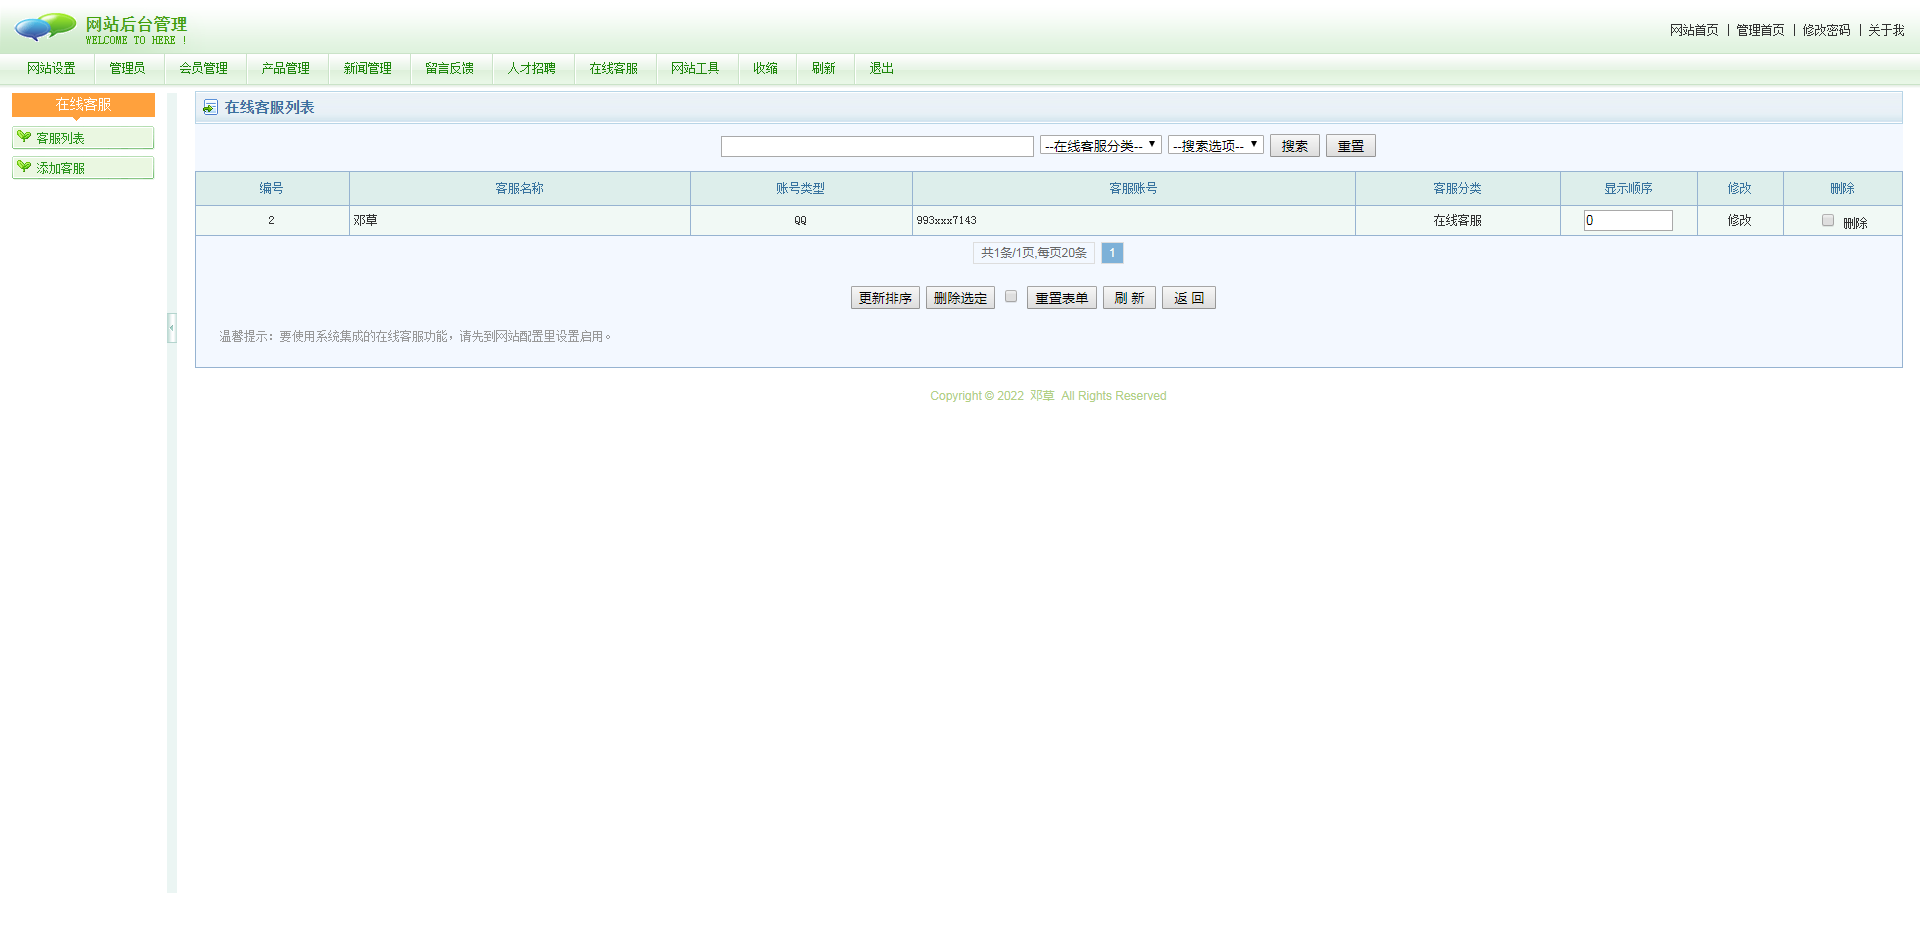 网站后台管理
WELCOME TO HERE !
网站首页 | 管理首页 | 修改密码 | 关于我
网站设置 管理员 会员管理 产品管理 新闻管理 留言反馈 人才招聘 在线客服 网站工具 收缩 刷新 退出
在线客服
客服列表
添加客服
在线客服列表
--在线客服分类-- --搜索选项-- 搜索 重置
编号 客服名称 账号类型 客服账号 客服分类 显示顺序 修改 删除
2 邓草 QQ 993xxx7143 在线客服 0 修改 删除
共1条/1页,每页20条 1
更新排序 删除选定 重置表单 刷 新 返 回
温馨提示：要使用系统集成的在线客服功能，请先到网站配置里设置启用。
Copyright © 2022 邓草 All Rights Reserved